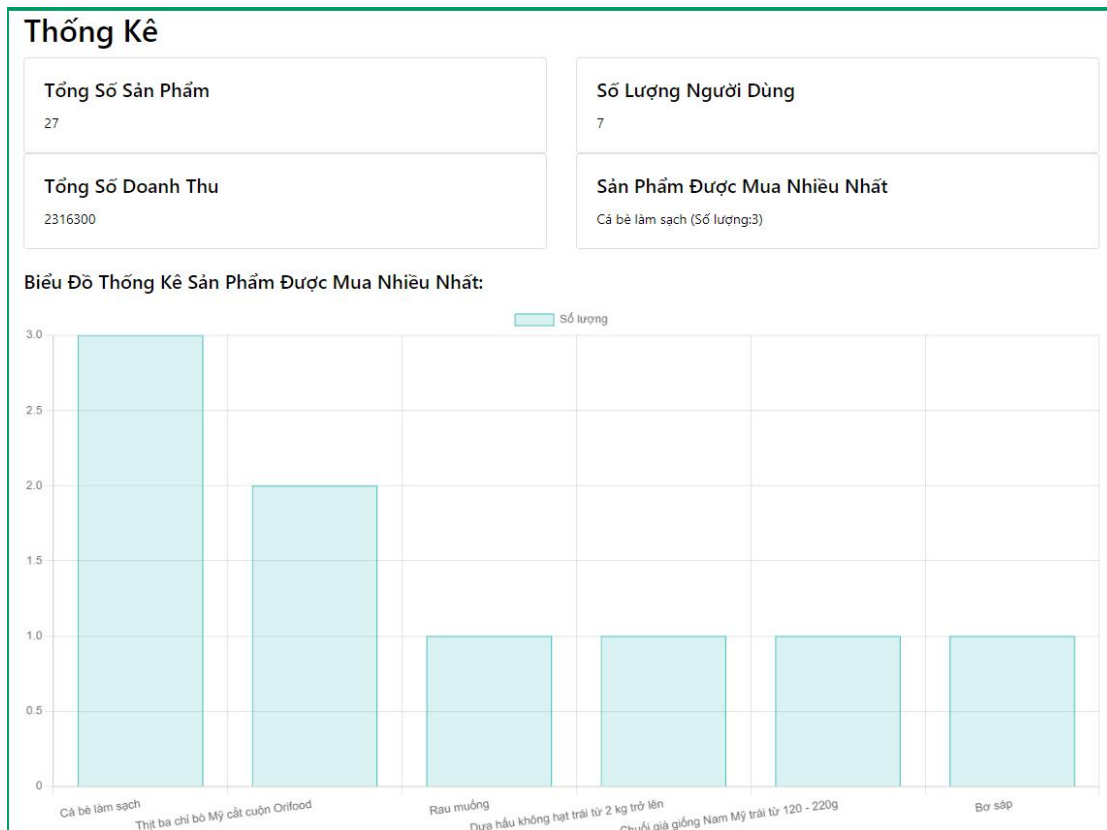 Thống Kê
Tổng Số Sản Phẩm
27
Số Lượng Người Dùng
7
Tổng Số Doanh Thu
2316300
Sản Phẩm Được Mua Nhiều Nhất
Cá bè làm sạch (Số lượng:3)
Biểu Đồ Thống Kê Sản Phẩm Được Mua Nhiều Nhất:
Số lượng
3.0
2.5
2.0
1.5
1.0
0.5
0
Cá bè làm sạch
Thịt ba chỉ bò Mỹ cắt cuộn Orifood
Rau muống
Dưa hấu không hạt trái từ 2 kg trở lên
Chuối già giống Nam Mỹ trái từ 120 - 220g
Bơ sáp